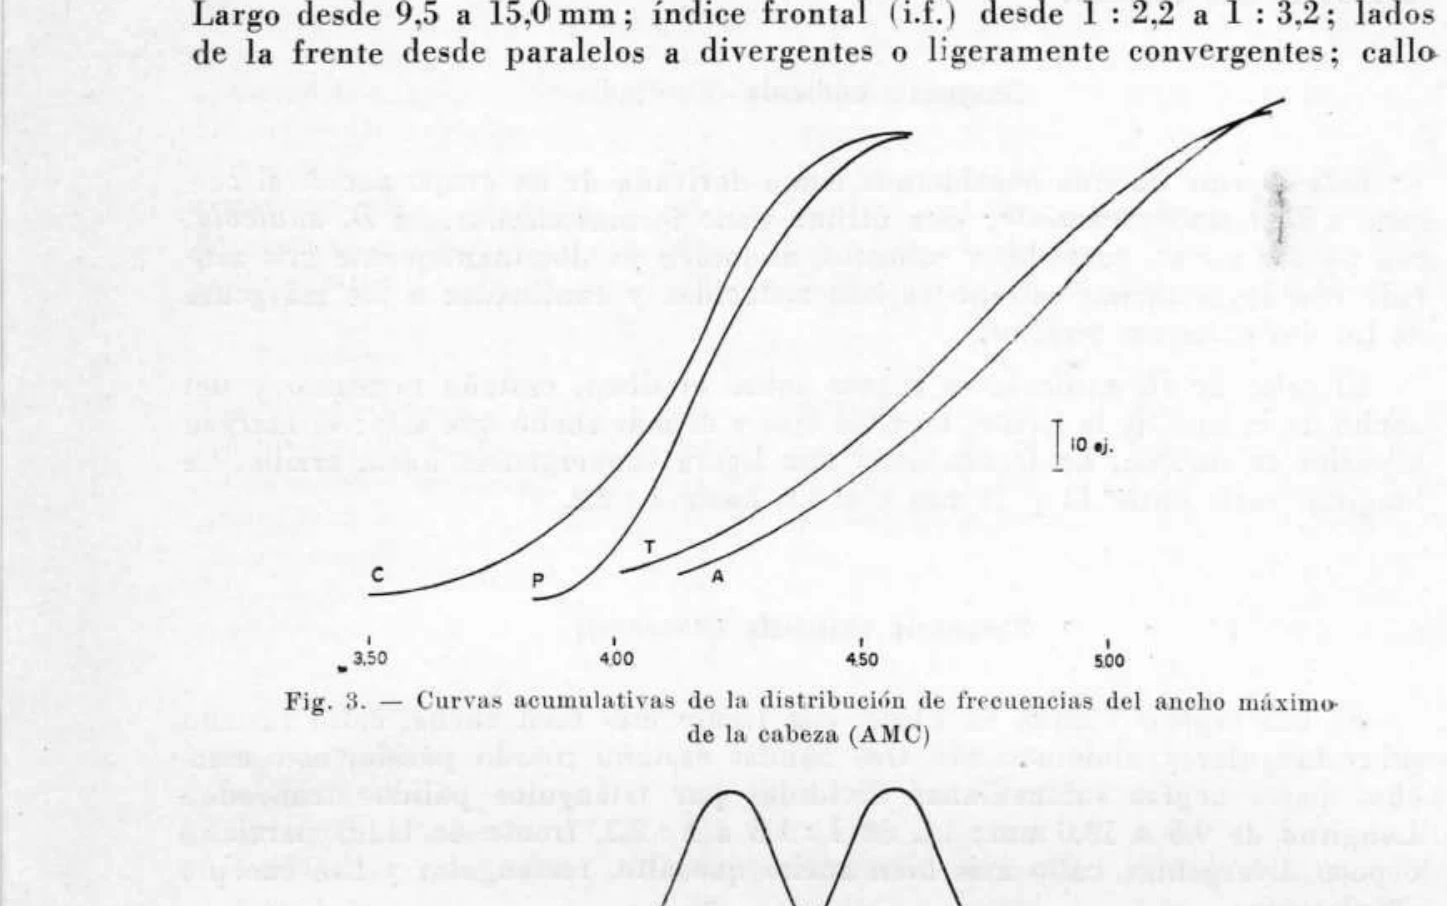 Largo desde 9,5 a 15,0 mm; índice frontal (i.f.) desde 1 : 2,2 a 1 : 3,2; lados
de la frente desde paralelos a divergentes o ligeramente convergentes; callo
10 ej.
T
C
P
A
3.50 4.00 4.50 5.00
Fig. 3. — Curvas acumulativas de la distribución de frecuencias del ancho máximo
de la cabeza (AMC)